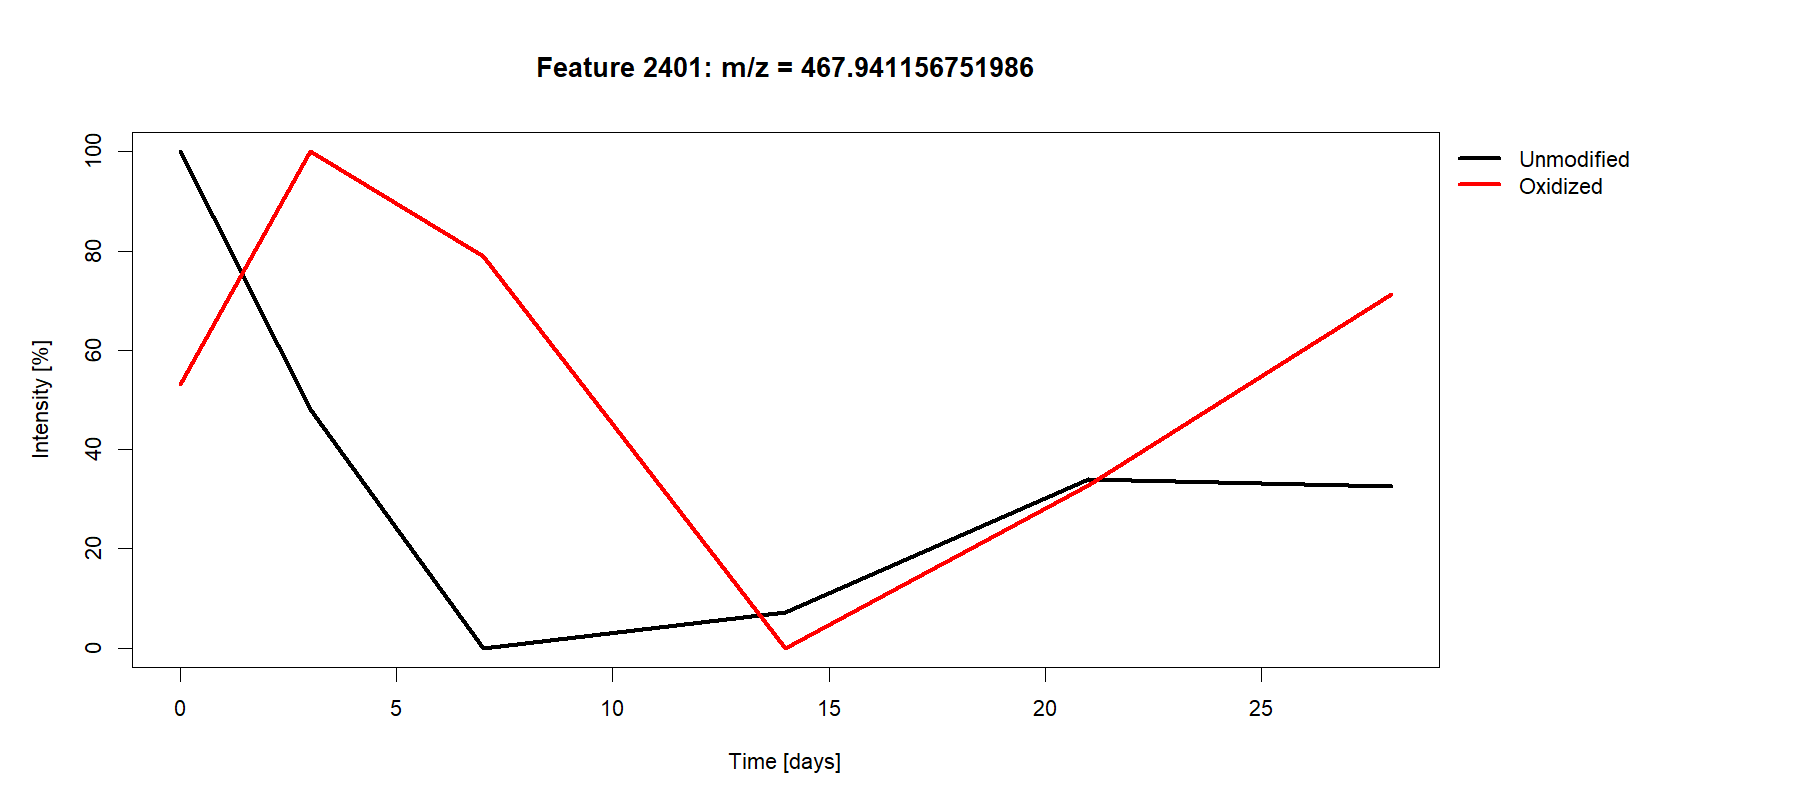 Feature 2401: m/z = 467.941156751986
Unmodified
Oxidized
Intensity [%]
100
80
60
40
20
0
0 5 10 15 20 25
Time [days]